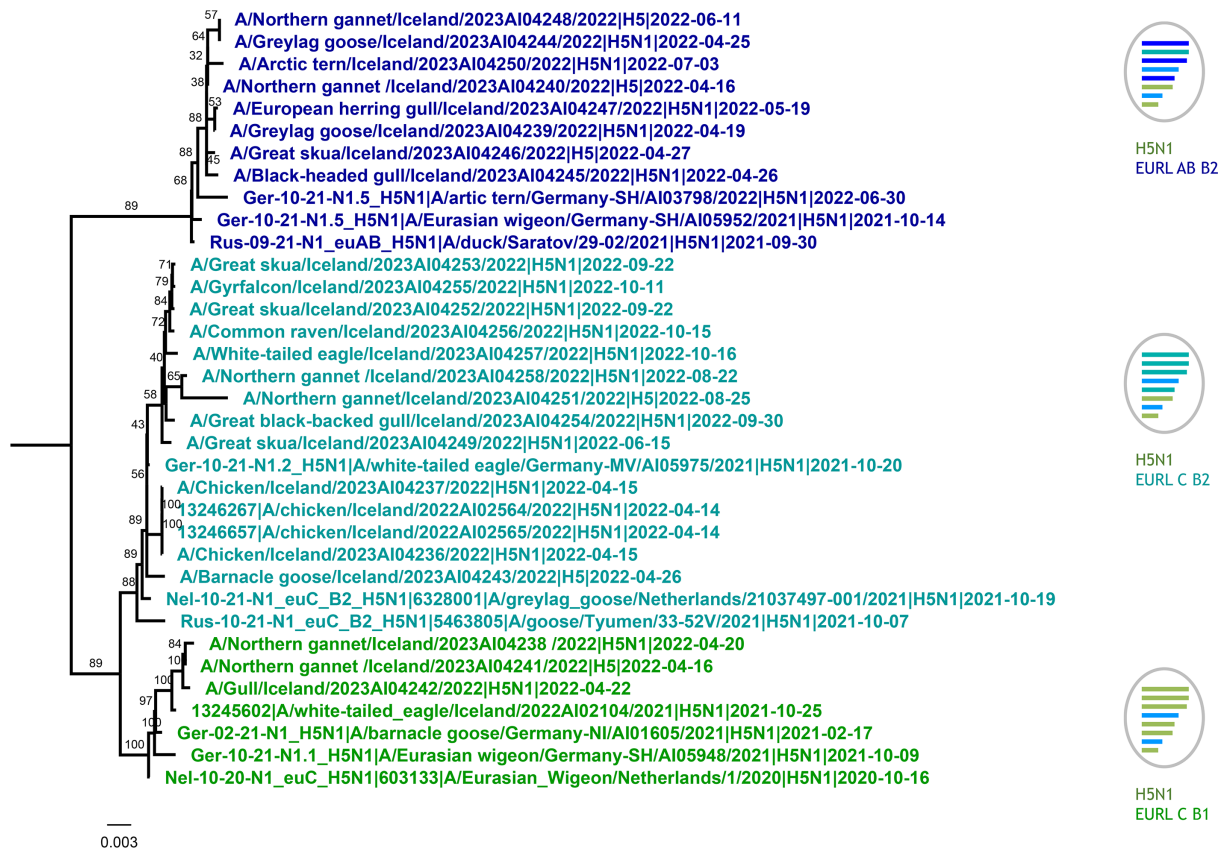 57
A/Northern gannet/Iceland/2023AI04248/2022|H5|2022-06-11
64
A/Greylag goose/Iceland/2023AI04244/2022|H5N1|2022-04-25
32
A/Arctic tern/Iceland/2023AI04250/2022|H5N1|2022-07-03
38
A/Northern gannet /Iceland/2023AI04240/2022|H5|2022-04-16
53
A/European herring gull/Iceland/2023AI04247/2022|H5N1|2022-05-19
88
A/Greylag goose/Iceland/2023AI04239/2022|H5N1|2022-04-19
88
A/Great skua/Iceland/2023AI04246/2022|H5|2022-04-27
45
A/Black-headed gull/Iceland/2023AI04245/2022|H5N1|2022-04-26
68
Ger-10-21-N1.5_H5N1|A/artic tern/Germany-SH/AI03798/2022|H5N1|2022-06-30
89
Ger-10-21-N1.5_H5N1|A/Eurasian wigeon/Germany-SH/AI05952/2021|H5N1|2021-10-14
Rus-09-21-N1_euAB_H5N1|A/duck/Saratov/29-02/2021|H5N1|2021-09-30
H5N1
EURL AB B2
71
A/Great skua/Iceland/2023AI04253/2022|H5N1|2022-09-22
79
A/Gyrfalcon/Iceland/2023AI04255/2022|H5N1|2022-10-11
84
A/Great skua/Iceland/2023AI04252/2022|H5N1|2022-09-22
72
A/Common raven/Iceland/2023AI04256/2022|H5N1|2022-10-15
40
A/White-tailed eagle/Iceland/2023AI04257/2022|H5N1|2022-10-16
65
A/Northern gannet /Iceland/2023AI04258/2022|H5N1|2022-08-22
58
A/Northern gannet/Iceland/2023AI04251/2022|H5|2022-08-25
43
A/Great black-backed gull/Iceland/2023AI04254/2022|H5N1|2022-09-30
A/Great skua/Iceland/2023AI04249/2022|H5N1|2022-06-15
56
Ger-10-21-N1.2_H5N1|A/white-tailed eagle/Germany-MV/AI05975/2021|H5N1|2021-10-20
A/Chicken/Iceland/2023AI04237/2022|H5N1|2022-04-15
100
13246267|A/chicken/Iceland/2022AI02564/2022|H5N1|2022-04-14
89
100
13246657|A/chicken/Iceland/2022AI02565/2022|H5N1|2022-04-14
89
A/Chicken/Iceland/2023AI04236/2022|H5N1|2022-04-15
88
A/Barnacle goose/Iceland/2023AI04243/2022|H5|2022-04-26
Nel-10-21-N1_euC_B2_H5N1|6328001|A/greylag_goose/Netherlands/21037497-001/2021|H5N1|2021-10-19
Rus-10-21-N1_euC_B2_H5N1|5463805|A/goose/Tyumen/33-52V/2021|H5N1|2021-10-07
H5N1
EURL C B2
89
84
A/Northern gannet/Iceland/2023AI04238 /2022|H5N1|2022-04-20
10
A/Northern gannet /Iceland/2023AI04241/2022|H5|2022-04-16
100
A/Gull/Iceland/2023AI04242/2022|H5N1|2022-04-22
97
13245602|A/white-tailed_eagle/Iceland/2022AI02104/2021|H5N1|2021-10-25
100
Ger-02-21-N1_H5N1|A/barnacle goose/Germany-NI/AI01605/2021|H5N1|2021-02-17
100
Ger-10-21-N1.1_H5N1|A/Eurasian wigeon/Germany-SH/AI05948/2021|H5N1|2021-10-09
Nel-10-20-N1_euC_H5N1|603133|A/Eurasian_Wigeon/Netherlands/1/2020|H5N1|2020-10-16
H5N1
EURL C B1
0.003